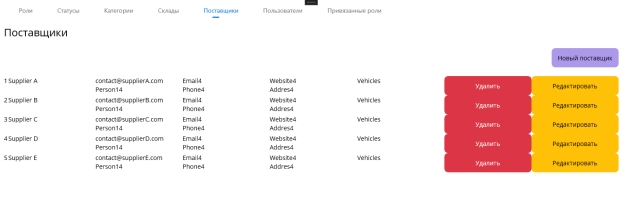 Роли Статусы Категории Склады Поставщики Пользователи Привязанные роли
Поставщики
Новый поставщик
1 Supplier A contact@supplierA.com Email4 Website4 Vehicles Удалить Редактировать
Person14 Phone4 Addres4
2 Supplier B contact@supplierB.com Email4 Website4 Vehicles Удалить Редактировать
Person14 Phone4 Addres4
3 Supplier C contact@supplierC.com Email4 Website4 Vehicles Удалить Редактировать
Person14 Phone4 Addres4
4 Supplier D contact@supplierD.com Email4 Website4 Vehicles Удалить Редактировать
Person14 Phone4 Addres4
5 Supplier E contact@supplierE.com Email4 Website4 Vehicles Удалить Редактировать
Person14 Phone4 Addres4